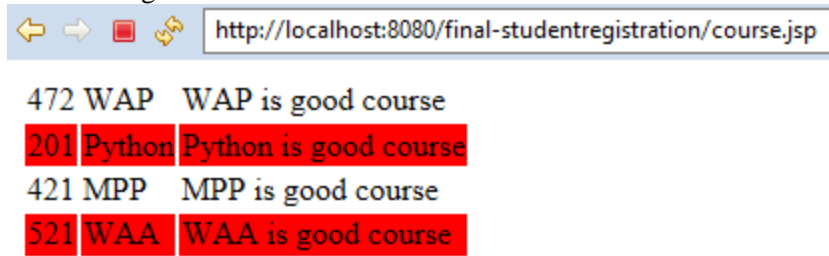 http://localhost:8080/final-studentregistration/course.jsp
472 WAP WAP is good course
201 Python Python is good course
421 MPP MPP is good course
521 WAA WAA is good course